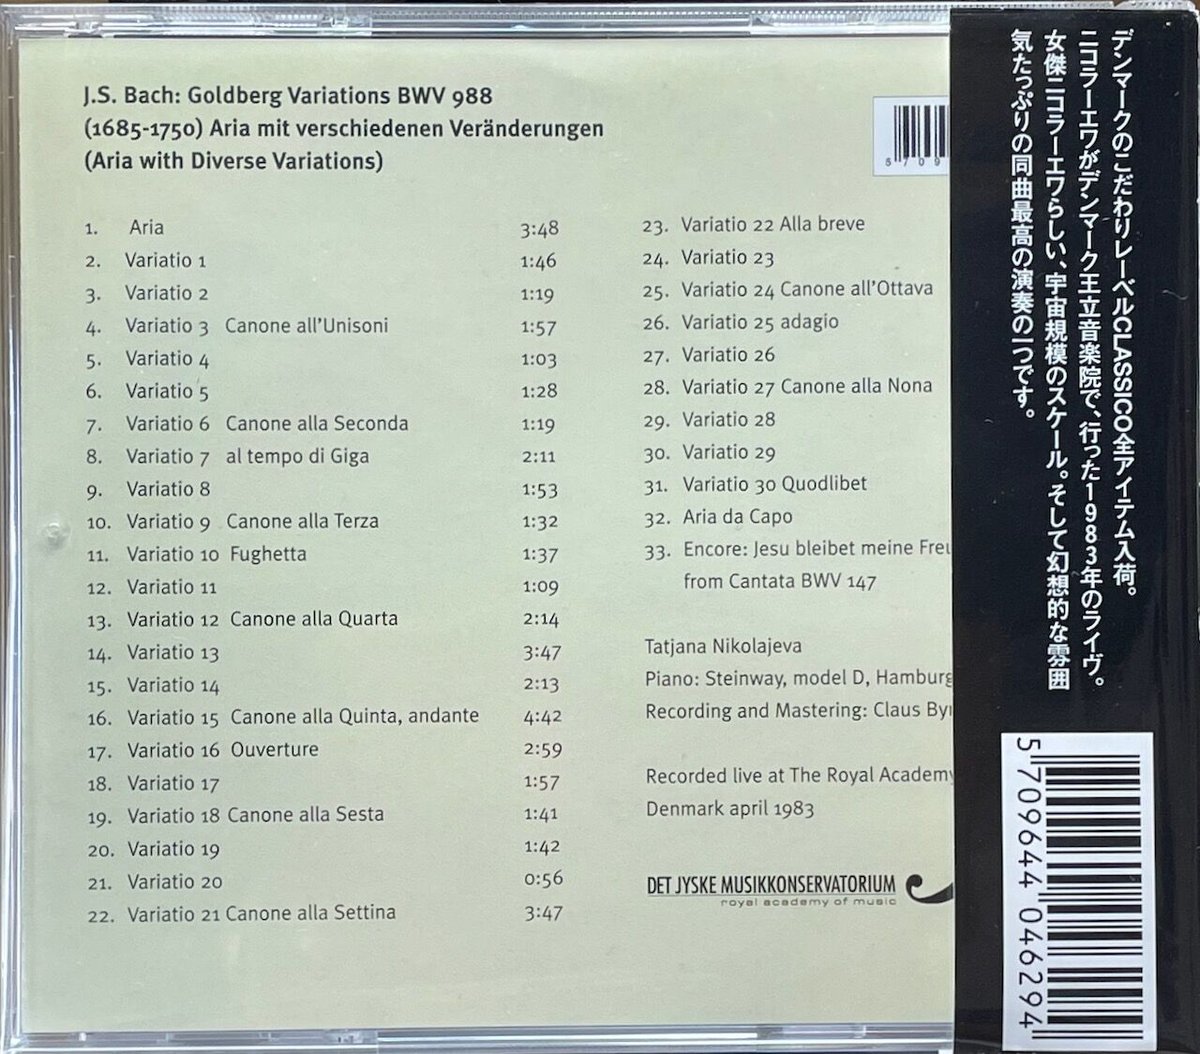 J.S. Bach: Goldberg Variations BWV 988
(1685-1750) Aria mit verschiedenen Veränderungen
(Aria with Diverse Variations)
1. Aria 3:48
2. Variatio 1 1:46
3. Variatio 2 1:19
4. Variatio 3 Canone all'Unisoni 1:57
5. Variatio 4 1:03
6. Variatio 5 1:28
7. Variatio 6 Canone alla Seconda 1:19
8. Variatio 7 al tempo di Giga 2:11
9. Variatio 8 1:53
10. Variatio 9 Canone alla Terza 1:32
11. Variatio 10 Fughetta 1:37
12. Variatio 11 1:09
13. Variatio 12 Canone alla Quarta 2:14
14. Variatio 13 3:47
15. Variatio 14 2:13
16. Variatio 15 Canone alla Quinta, andante 4:42
17. Variatio 16 Ouverture 2:59
18. Variatio 17 1:57
19. Variatio 18 Canone alla Sesta 1:41
20. Variatio 19 1:42
21. Variatio 20 0:56
22. Variatio 21 Canone alla Settina 3:47
23. Variatio 22 Alla breve
24. Variatio 23
25. Variatio 24 Canone all'Ottava
26. Variatio 25 adagio
27. Variatio 26
28. Variatio 27 Canone alla Nona
29. Variatio 28
30. Variatio 29
31. Variatio 30 Quodlibet
32. Aria da Capo
33. Encore: Jesu bleibet meine
from Cantata BWV 147
Tatjana Nikolajeva
Piano: Steinway, model D, Hamburg
Recording and Mastering: Claus
Recorded live at The Royal Academy
Denmark april 1983
DET JYSKE MUSIKKONSERVATORIUM
royal academy of music
5 709
デンマークのこだわりレーベルCLASSICO全アイテム入荷。
ニコラーエワがデンマーク王立音楽院で、行った1983年のライヴ。
女傑ニコラーエワらしい、宇宙規模のスケール。そして幻想的な雰囲
気たっぷりの同曲最高の演奏の一つです。
5 709644 046294